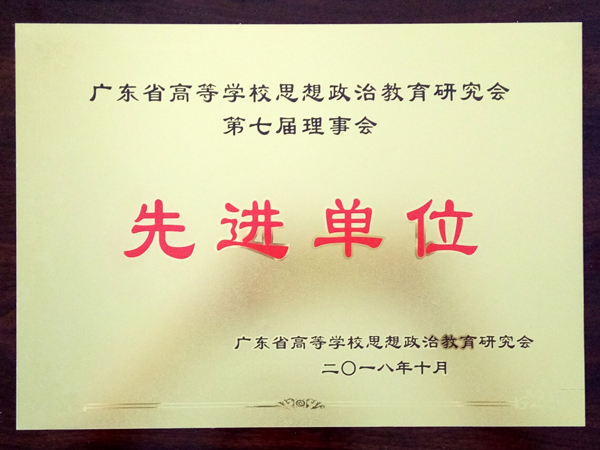 广东省高等学校思想政治教育研究会
第七届理事会
先进单位
广东省高等学校思想政治教育研究会
二〇一八年十月